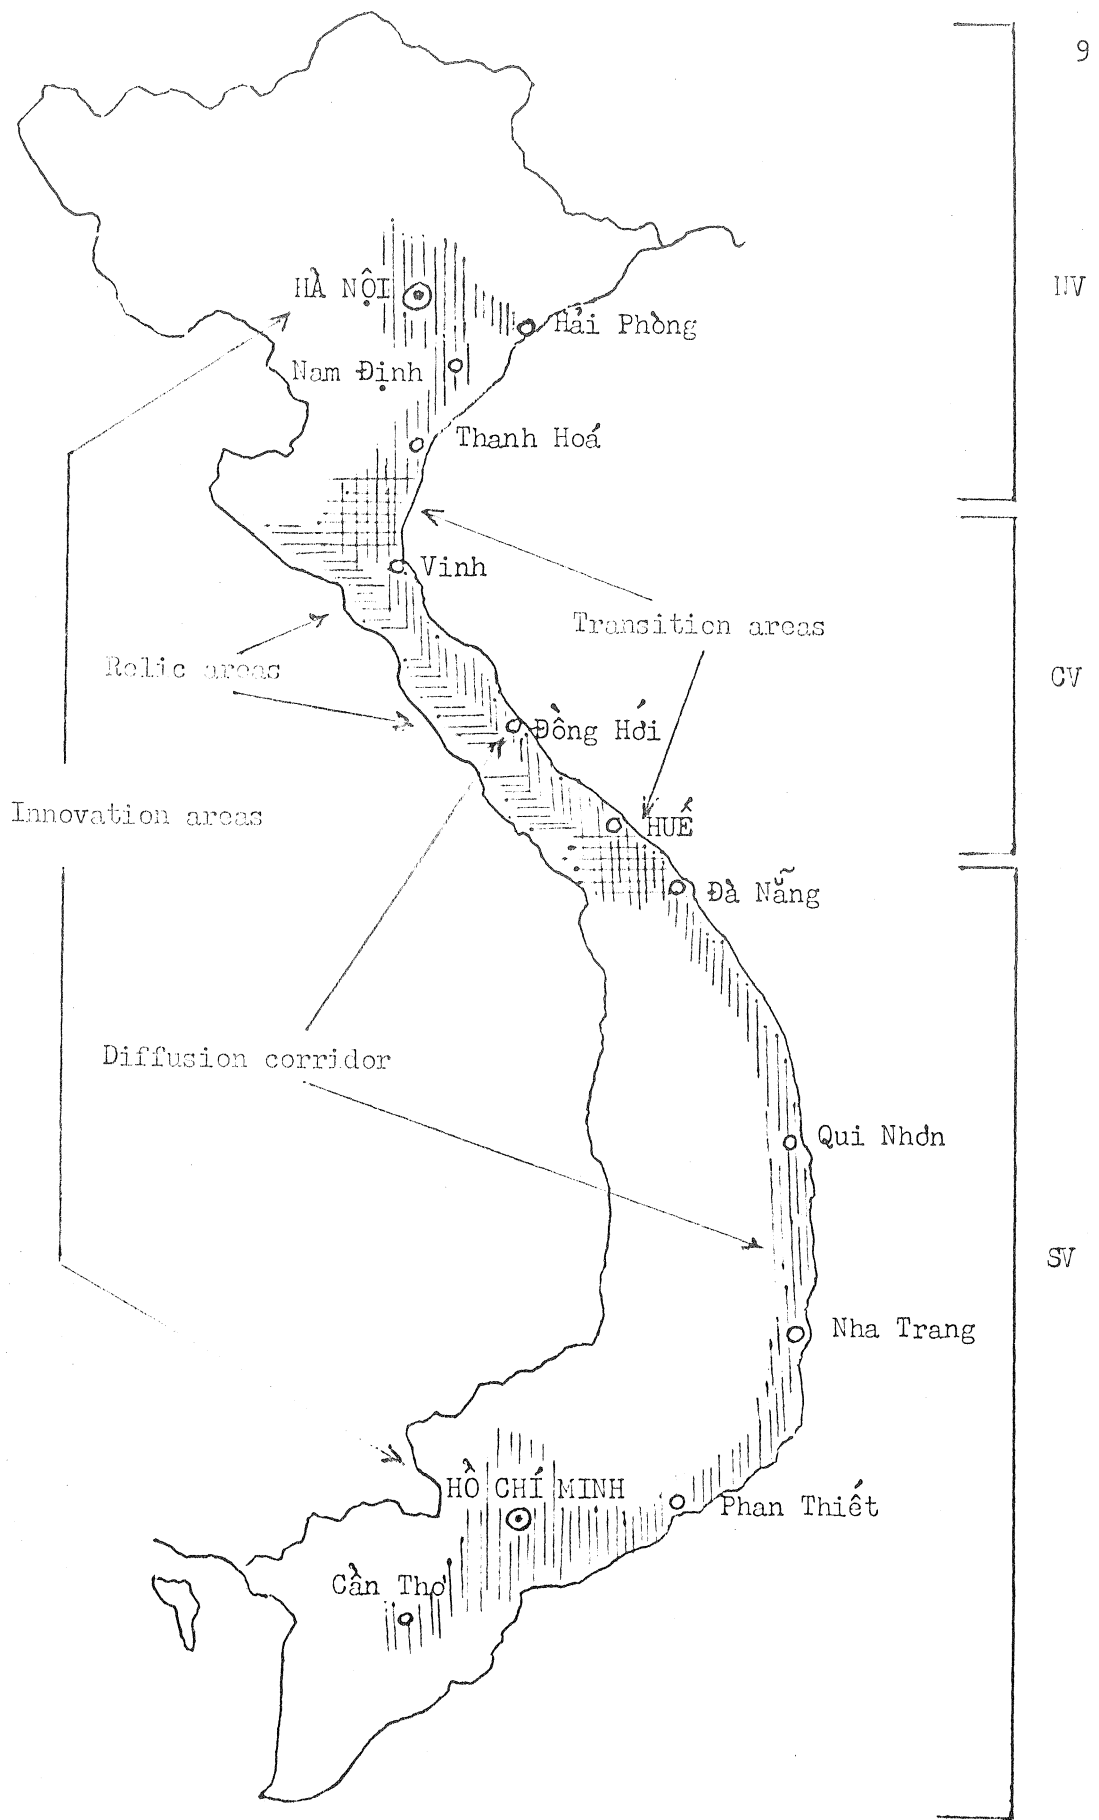 9
HÀ NỘI
NV
Hải Phòng
Nam Định
Thanh Hoá
Vinh
Transition areas
Relic areas
CV
Đồng Hới
Innovation areas
HUẾ
Đà Nẵng
Diffusion corridor
Qui Nhơn
SV
Nha Trang
HỒ CHÍ MINH
Phan Thiết
Cần Thơ